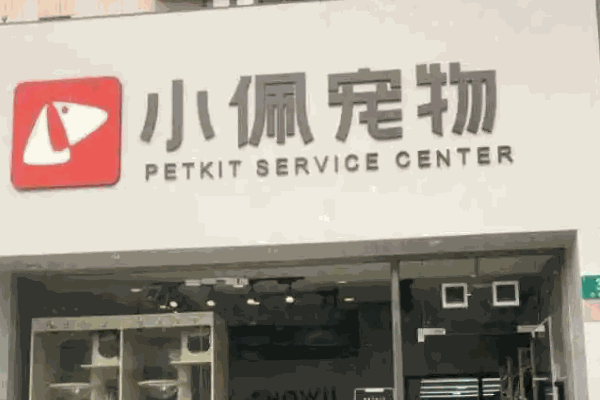 小佩宠物
PETKIT SERVICE CENTER